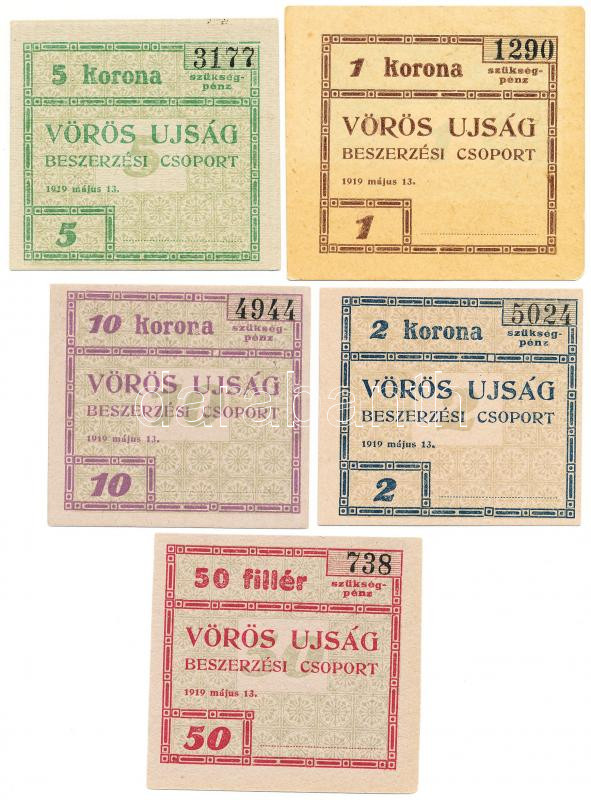 5 korona
3177
szükség-
pénz
VÖRÖS UJSÁG
BESZERZÉSI CSOPORT
1919 május 13.
5
1 korona
1290
szükség-
pénz
VÖRÖS UJSÁG
BESZERZÉSI CSOPORT
1919 május 13.
1
10 korona
4944
szükség-
pénz
VÖRÖS UJSÁG
BESZERZÉSI CSOPORT
1919 május 13.
10
2 korona
5024
szükség-
pénz
VÖRÖS UJSÁG
BESZERZÉSI CSOPORT
1919 május 13.
2
50 fillér
738
szükség-
pénz
VÖRÖS UJSÁG
BESZERZÉSI CSOPORT
1919 május 13.
50